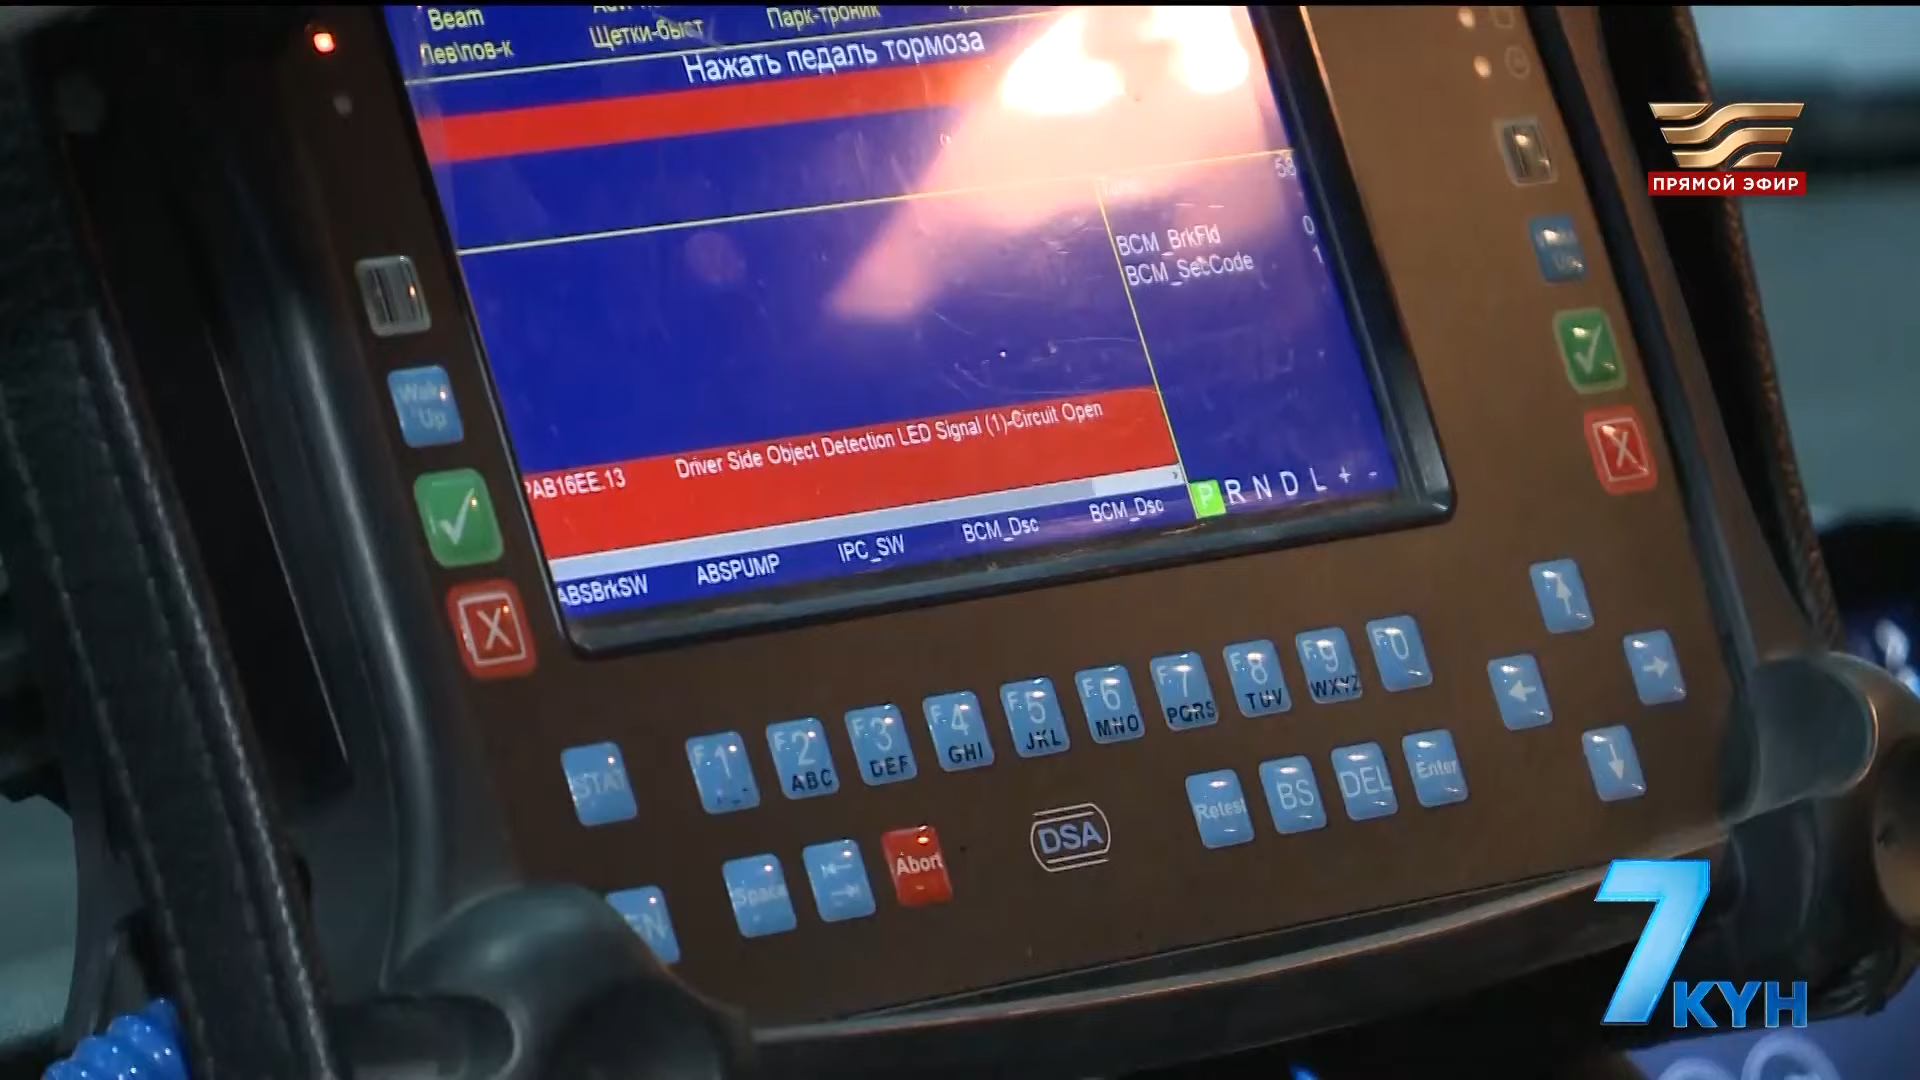 Beam
Щетки-быст
Парк-троник
Лев\пов-к
Нажать педаль тормоза
58
BCM_BrkFld 0
BCM_SecCode 1
PAB16EE.13 Driver Side Object Detection LED Signal (1)-Circuit Open
P R N D L + -
ABSBrkSW ABSPUMP IPC_SW BCM_Dsc BCM_Dsc
Wake Up
STAT
F1
F2 ABC
F3 DEF
F4 GHI
F5 JKL
F6 MNO
F7 PQRS
F8 TUV
F9 WXYZ
F0
Space
Abort
DSA
Retest
BS
DEL
Enter
ПРЯМОЙ ЭФИР
7 КҮН